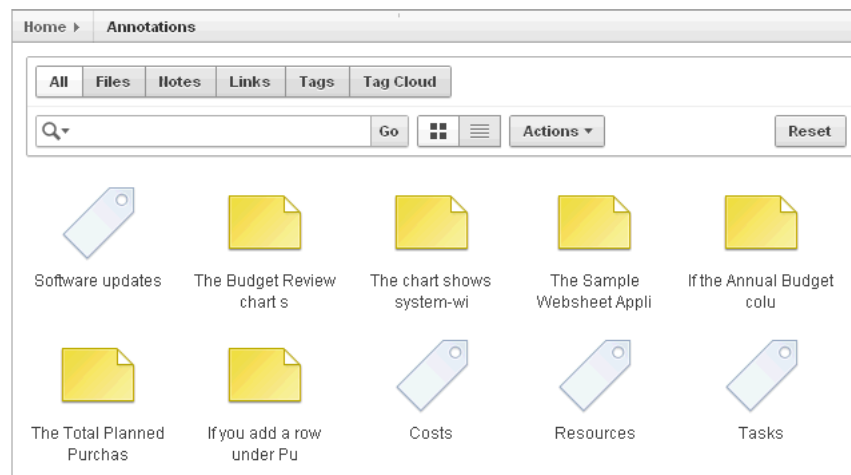 Home Annotations
All Files Notes Links Tags Tag Cloud
Go Actions Reset
Software updates
The Budget Review
chart s
The chart shows
system-wi
The Sample
Websheet Appli
If the Annual Budget
colu
The Total Planned
Purchas
If you add a row
under Pu
Costs
Resources
Tasks